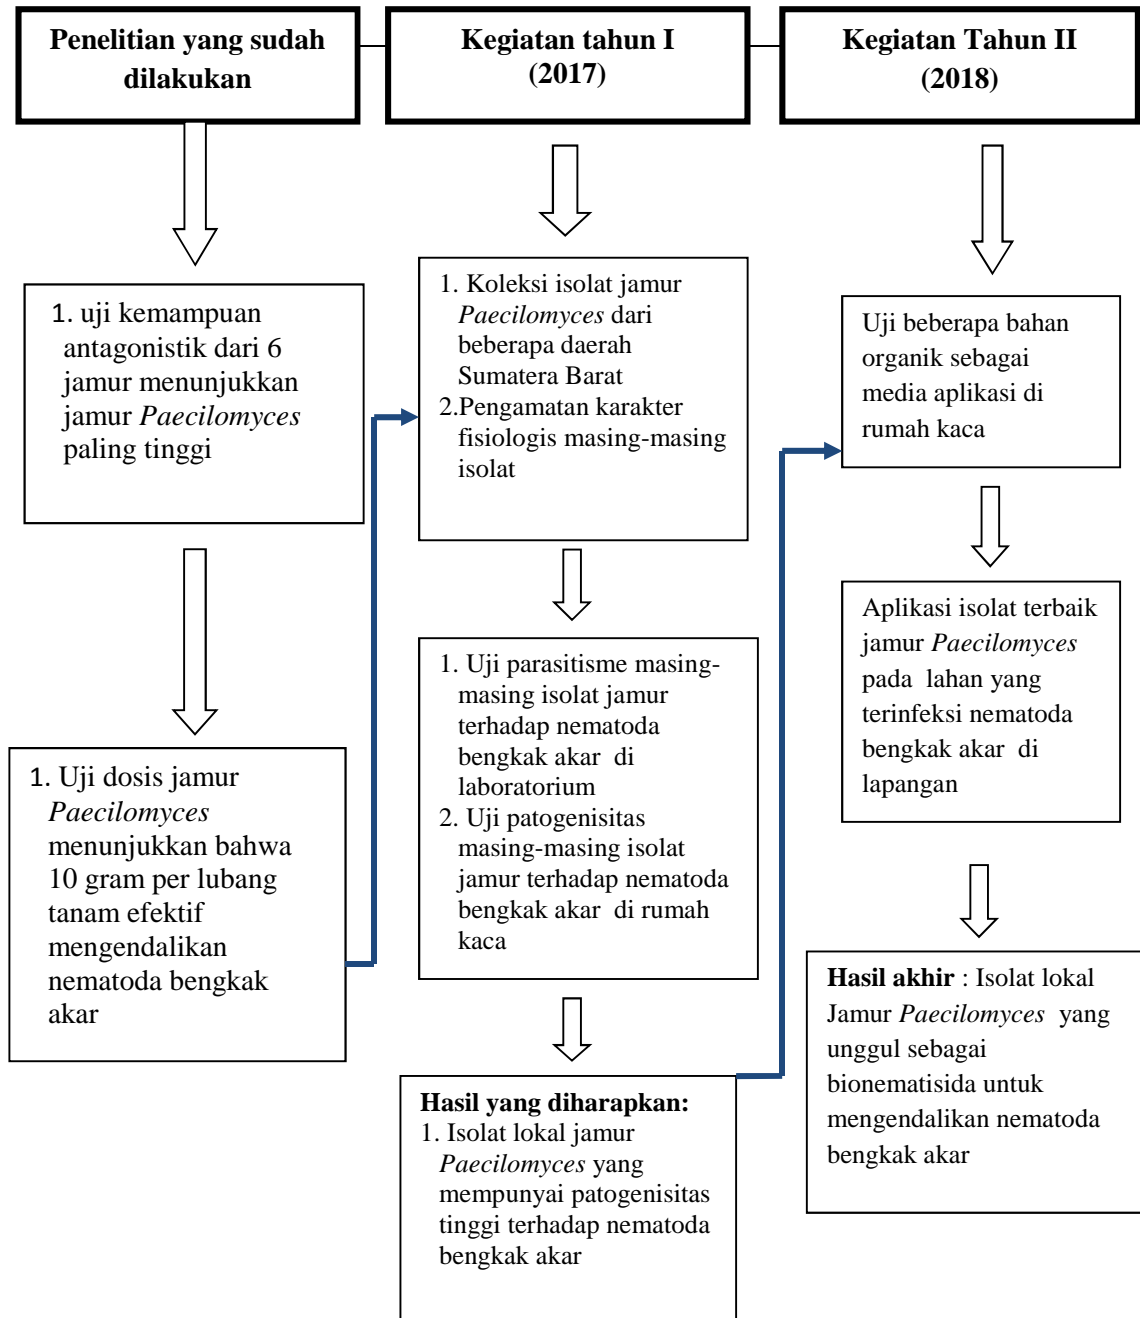 Penelitian yang sudah
dilakukan
1. uji kemampuan
antagonistik dari 6
jamur menunjukkan
jamur Paecilomyces
paling tinggi
1. Uji dosis jamur
Paecilomyces
menunjukkan bahwa
10 gram per lubang
tanam efektif
mengendalikan
nematoda bengkak
akar
Kegiatan tahun I
(2017)
1. Koleksi isolat jamur
Paecilomyces dari
beberapa daerah
Sumatera Barat
2.Pengamatan karakter
fisiologis masing-masing
isolat
1. Uji parasitisme masing-
masing isolat jamur
terhadap nematoda
bengkak akar di
laboratorium
2. Uji patogenisitas
masing-masing isolat
jamur terhadap nematoda
bengkak akar di rumah
kaca
Hasil yang diharapkan:
1. Isolat lokal jamur
Paecilomyces yang
mempunyai patogenisitas
tinggi terhadap nematoda
bengkak akar
Kegiatan Tahun II
(2018)
Uji beberapa bahan
organik sebagai
media aplikasi di
rumah kaca
Aplikasi isolat terbaik
jamur Paecilomyces
pada lahan yang
terinfeksi nematoda
bengkak akar di
lapangan
Hasil akhir : Isolat lokal
Jamur Paecilomyces yang
unggul sebagai
bionematisida untuk
mengendalikan nematoda
bengkak akar